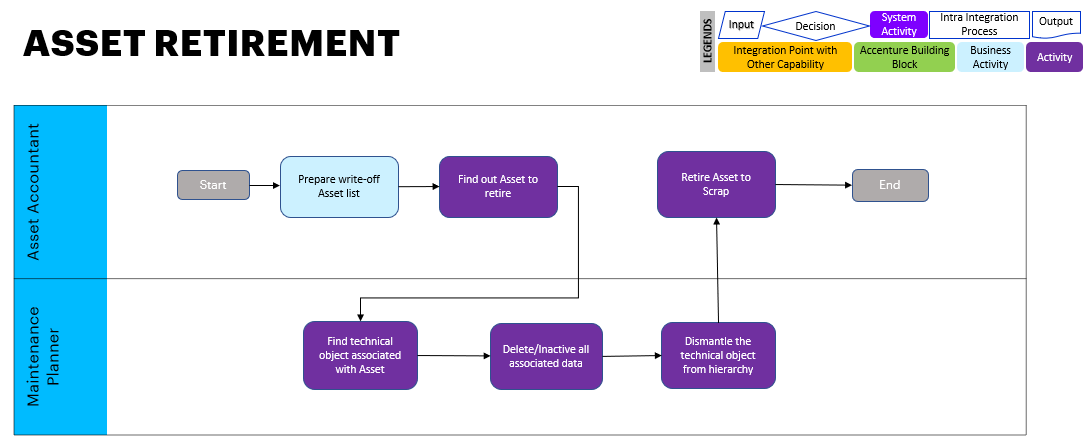 ASSET RETIREMENT
LEGENDS
Input
Decision
System
Activity
Intra Integration
Process
Output
Integration Point with
Other Capability
Accenture Building
Block
Business
Activity
Activity
Asset Accountant
Start
Prepare write-off
Asset list
Find out Asset to
retire
Retire Asset to
Scrap
End
Maintenance
Planner
Find technical
object associated
with Asset
Delete/Inactive all
associated data
Dismantle the
technical object
from hierarchy